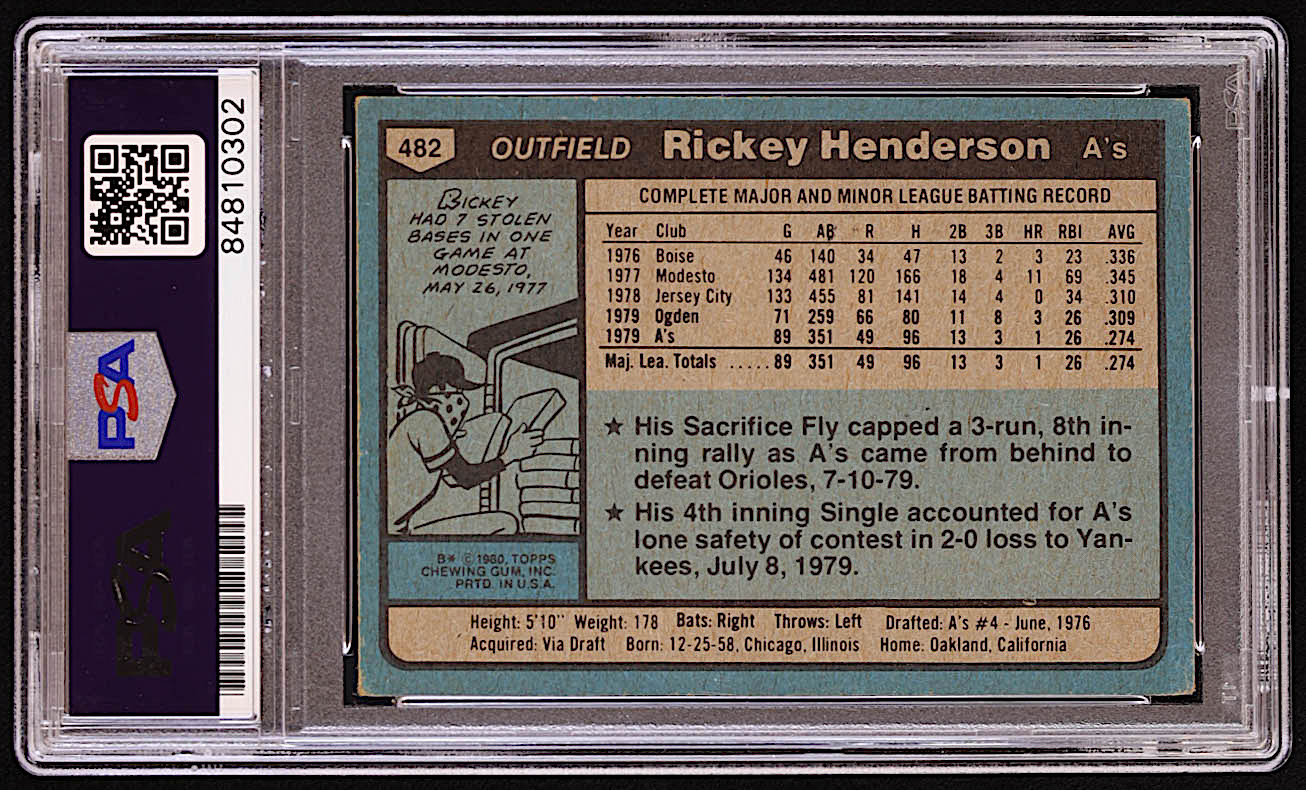 84810302
PSA
PSA
PSA
482 OUTFIELD Rickey Henderson A's
RICKEY
HAD 7 STOLEN
BASES IN ONE
GAME AT
MODESTO,
MAY 26, 1977
B* © 1980, TOPPS
CHEWING GUM, INC.
PRTD. IN U.S.A.
COMPLETE MAJOR AND MINOR LEAGUE BATTING RECORD
Year Club G AB R H 2B 3B HR RBI AVG
1976 Boise 46 140 34 47 13 2 3 23 .336
1977 Modesto 134 481 120 166 18 4 11 69 .345
1978 Jersey City 133 455 81 141 14 4 0 34 .310
1979 Ogden 71 259 66 80 11 8 3 26 .309
1979 A's 89 351 49 96 13 3 1 26 .274
Maj. Lea. Totals ..... 89 351 49 96 13 3 1 26 .274
★ His Sacrifice Fly capped a 3-run, 8th in-
ning rally as A's came from behind to
defeat Orioles, 7-10-79.
★ His 4th inning Single accounted for A's
lone safety of contest in 2-0 loss to Yan-
kees, July 8, 1979.
Height: 5'10" Weight: 178 Bats: Right Throws: Left Drafted: A's #4 - June, 1976
Acquired: Via Draft Born: 12-25-58, Chicago, Illinois Home: Oakland, California